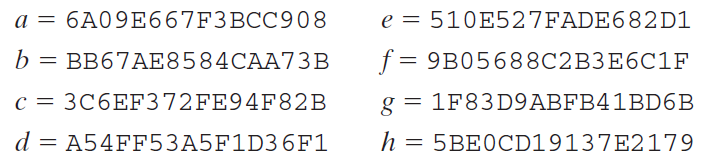 a = 6A09E667F3BCC908 e = 510E527FADE682D1
b = BB67AE8584CAA73B f = 9B05688C2B3E6C1F
c = 3C6EF372FE94F82B g = 1F83D9ABFB41BD6B
d = A54FF53A5F1D36F1 h = 5BE0CD19137E2179